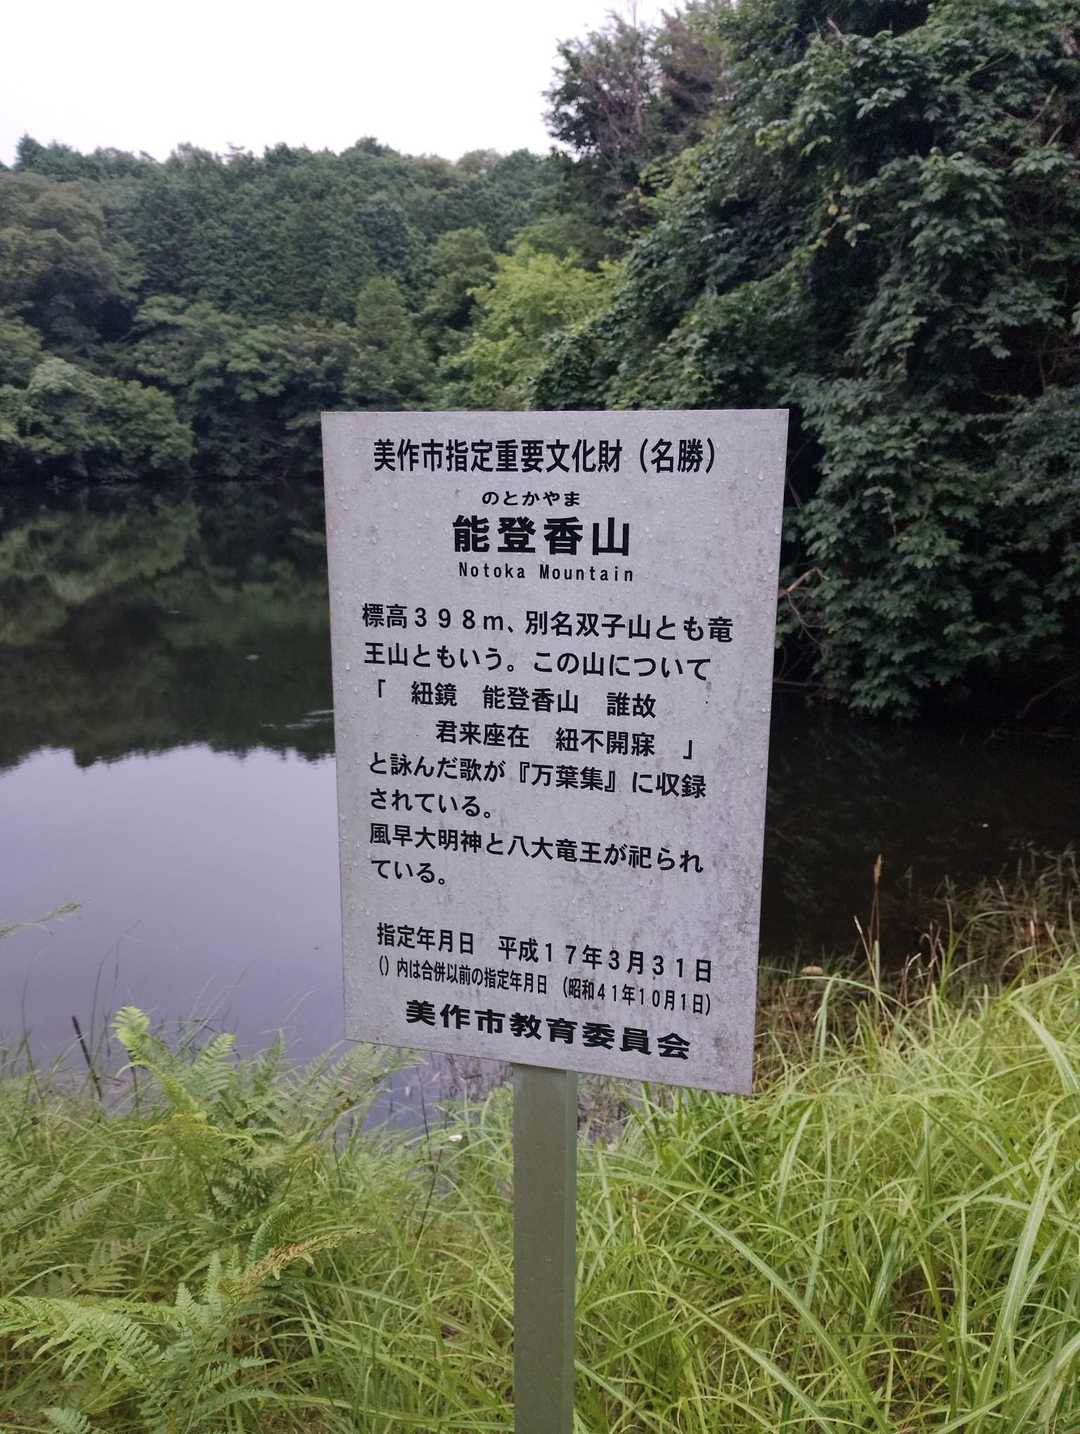 美作市指定重要文化財（名勝）
のとかやま
能登香山
Notoka Mountain
標高３９８ｍ、別名双子山とも竜
王山ともいう。この山について
「　紐鏡　能登香山　誰故
君来座在　紐不開寐　」
と詠んだ歌が『万葉集』に収録
されている。
風早大明神と八大竜王が祀られ
ている。
指定年月日　平成１７年３月３１日
（）内は合併以前の指定年月日（昭和４１年１０月１日）
美作市教育委員会